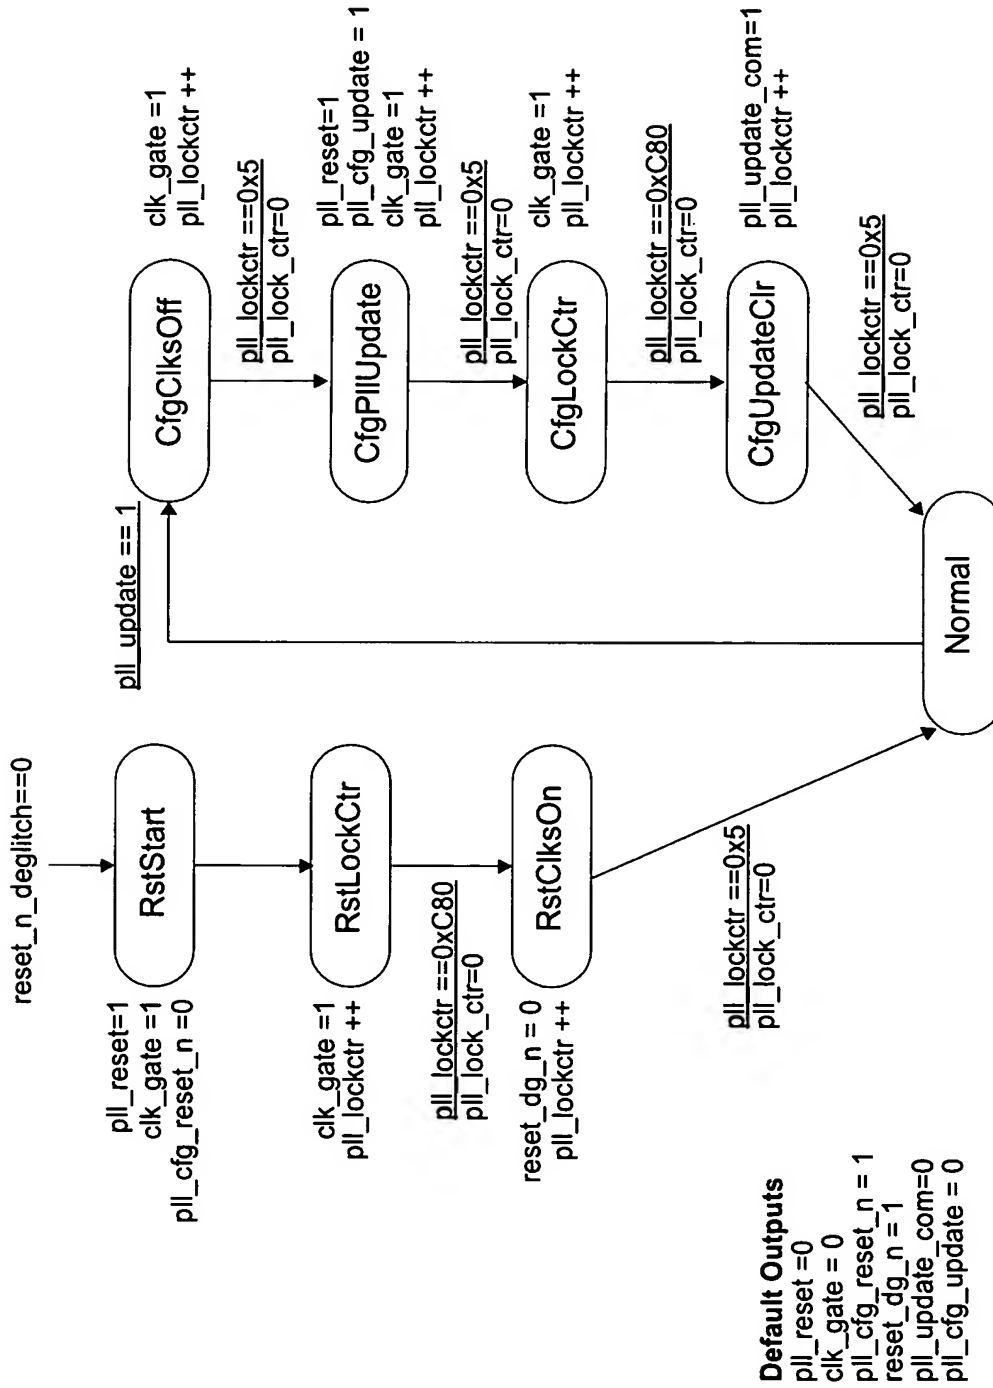 reset_n_deglitch==0
RstStart
pll_reset=1
clk_gate =1
pll_cfg_reset_n =0
RstLockCtr
clk_gate =1
pll_lockctr ++
pll_lockctr ==0xC80
pll_lock_ctr=0
RstClksOn
reset_dg_n = 0
pll_lockctr ++
pll_lockctr ==0x5
pll_lock_ctr=0
Normal
pll_update == 1
CfgClksOff
clk_gate =1
pll_lockctr ++
pll_lockctr ==0x5
pll_lock_ctr=0
CfgPllUpdate
pll_reset=1
pll_cfg_update = 1
clk_gate =1
pll_lockctr ++
pll_lockctr ==0x5
pll_lock_ctr=0
CfgLockCtr
clk_gate =1
pll_lockctr ++
pll_lockctr ==0xC80
pll_lock_ctr=0
CfgUpdateClr
pll_update_com=1
pll_lockctr ++
pll_lockctr ==0x5
pll_lock_ctr=0
Default Outputs
pll_reset =0
clk_gate = 0
pll_cfg_reset_n = 1
reset_dg_n = 1
pll_update_com=0
pll_cfg_update = 0